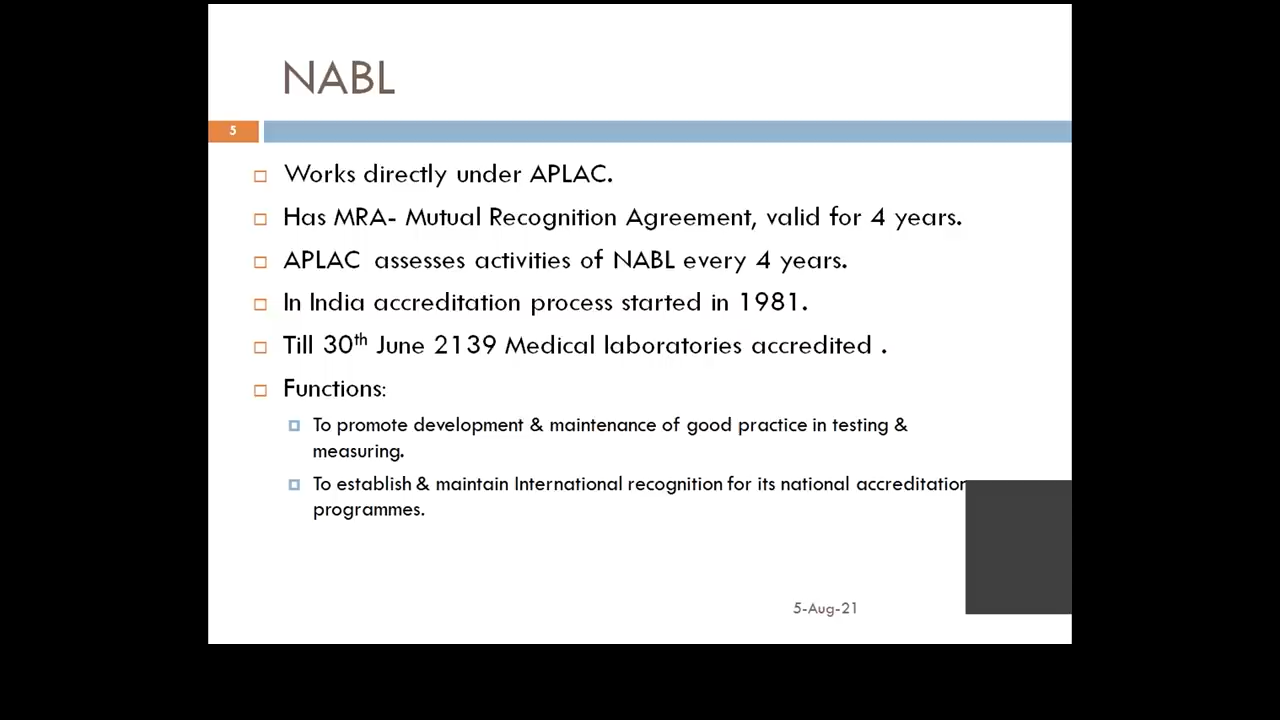 NABL
5
Works directly under APLAC.
Has MRA- Mutual Recognition Agreement, valid for 4 years.
APLAC assesses activities of NABL every 4 years.
In India accreditation process started in 1981.
Till 30th June 2139 Medical laboratories accredited .
Functions:
To promote development & maintenance of good practice in testing &
measuring.
To establish & maintain International recognition for its national accreditation
programmes.
5-Aug-21